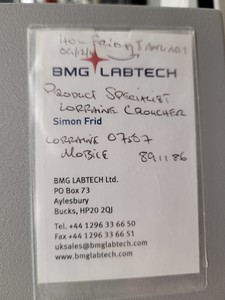 BMG LABTECH
PRODUCT SPECIALIST
LORRAINE CROUCHER
Simon Frid
LORRAINE 07507
MOBILE 891186
BMG LABTECH Ltd.
PO Box 73
Aylesbury
Bucks, HP20 2QJ
Tel. +44 1296 33 66 50
Fax +44 1296 33 66 51
uksales@bmglabtech.com
www.bmglabtech.com